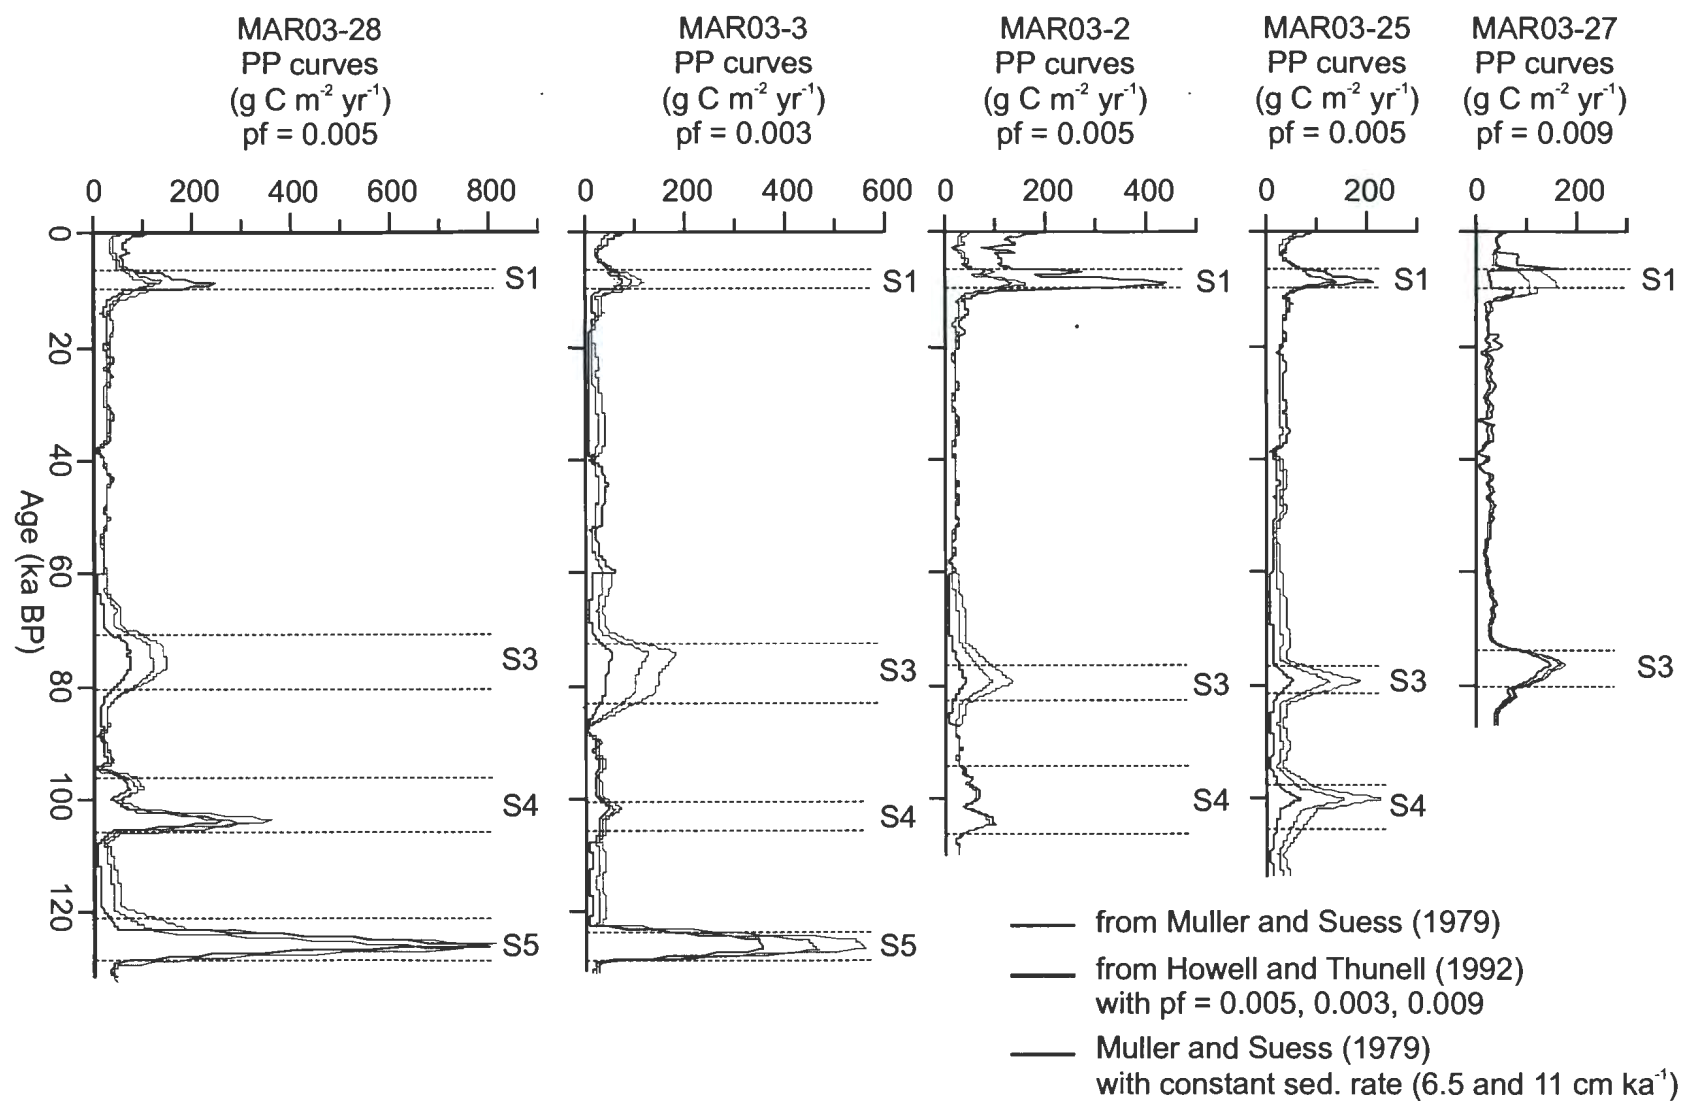 MAR03-28
PP curves
(g C m⁻² yr⁻¹)
pf = 0.005
MAR03-3
PP curves
(g C m⁻² yr⁻¹)
pf = 0.003
MAR03-2
PP curves
(g C m⁻² yr⁻¹)
pf = 0.005
MAR03-25
PP curves
(g C m⁻² yr⁻¹)
pf = 0.005
MAR03-27
PP curves
(g C m⁻² yr⁻¹)
pf = 0.009
0 200 400 600 800
0 200 400 600
0 200 400
0 200
0 200
0
20
40
60
80
100
120
Age (ka BP)
S1
S3
S4
S5
S1
S3
S4
S5
S1
S3
S4
S1
S3
S4
S1
S3
from Muller and Suess (1979)
from Howell and Thunell (1992)
with pf = 0.005, 0.003, 0.009
Muller and Suess (1979)
with constant sed. rate (6.5 and 11 cm ka⁻¹)